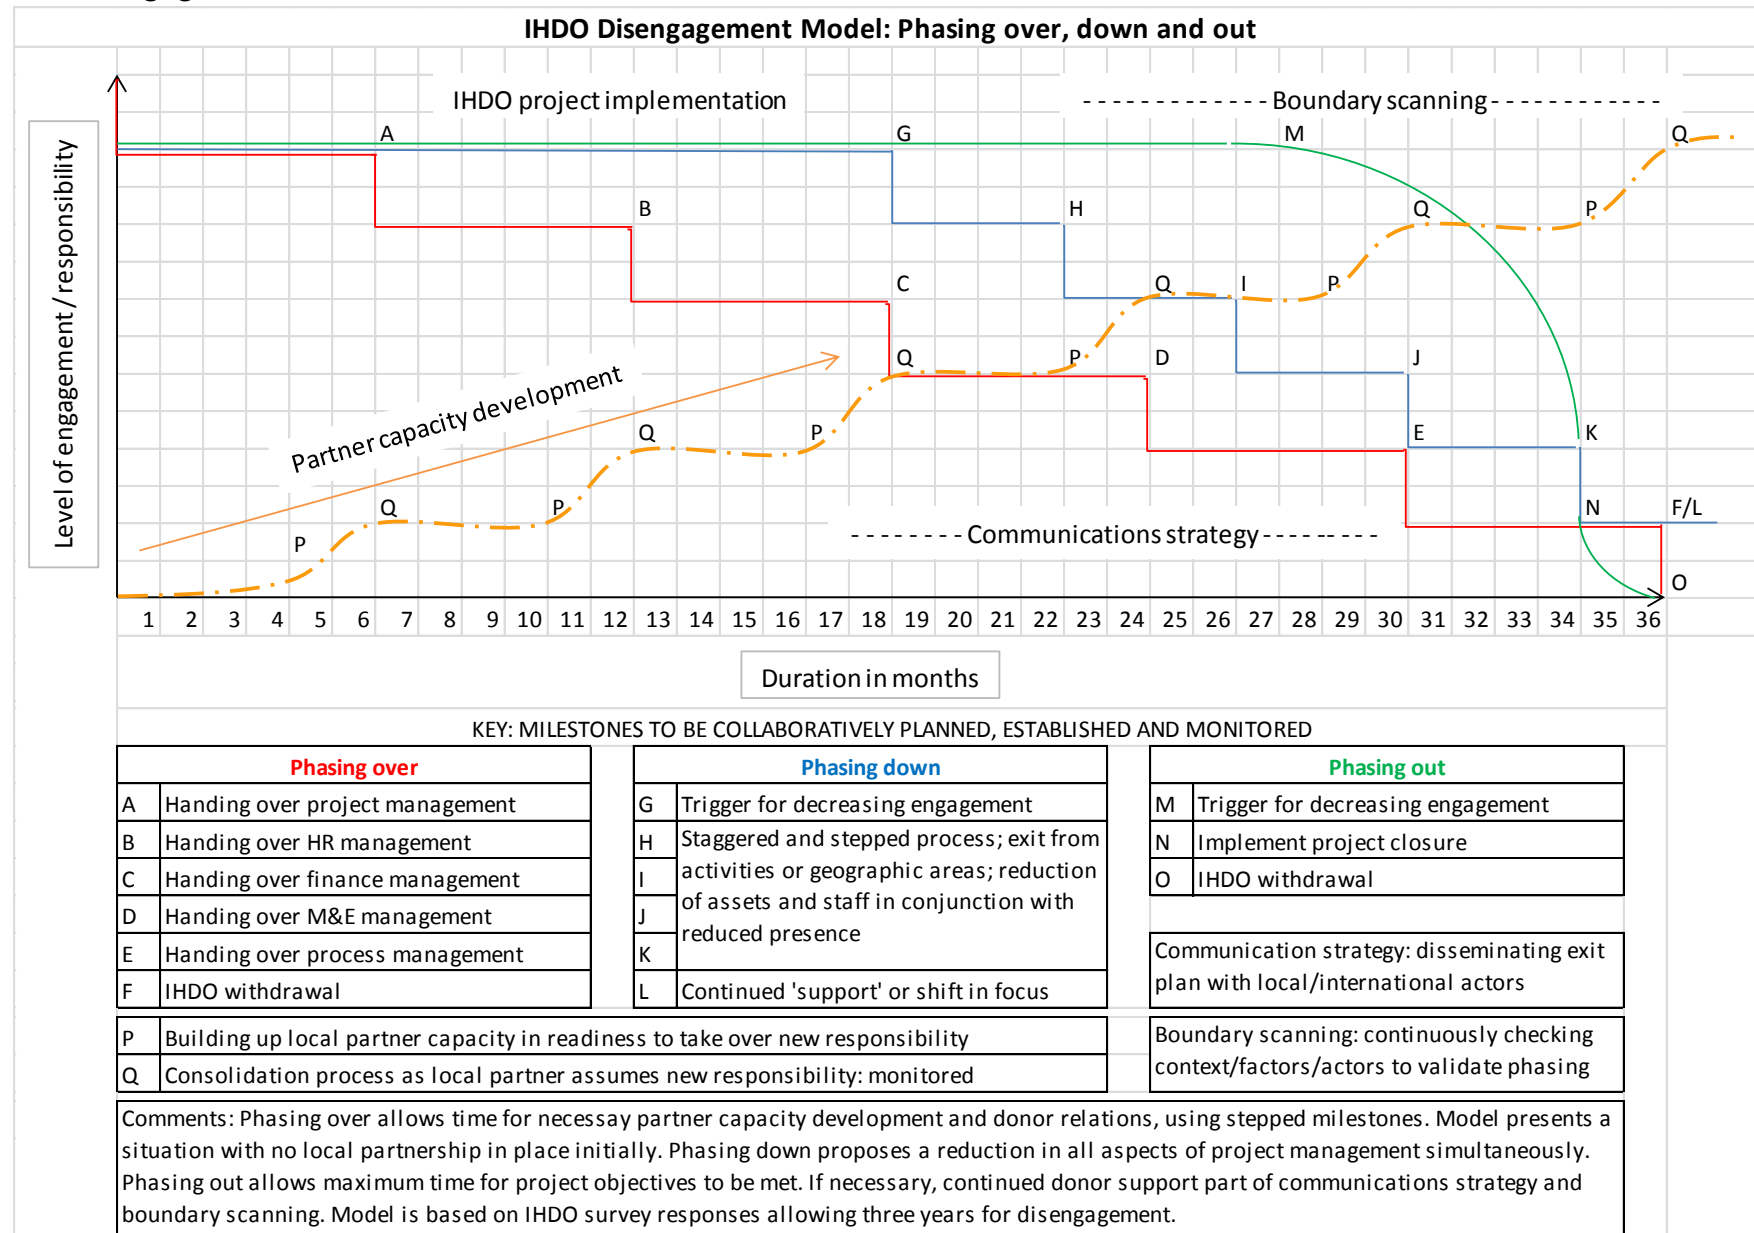 IHDO Disengagement Model: Phasing over, down and out
IHDO project implementation
- - - - - - - - - - - - Boundary scanning - - - - - - - - - - -
Level of engagement / responsibility
A
G
M
Q
B
H
Q
P
C
Q
I
P
Q
P
D
J
Partner capacity development
Q
P
E
K
Q
P
N
F/L
P
- - - - - - - - Communications strategy - - - - - - - - -
O
1 2 3 4 5 6 7 8 9 10 11 12 13 14 15 16 17 18 19 20 21 22 23 24 25 26 27 28 29 30 31 32 33 34 35 36
Duration in months
KEY: MILESTONES TO BE COLLABORATIVELY PLANNED, ESTABLISHED AND MONITORED
Phasing over
A Handing over project management
B Handing over HR management
C Handing over finance management
D Handing over M&E management
E Handing over process management
F IHDO withdrawal
Phasing down
G Trigger for decreasing engagement
H Staggered and stepped process; exit from
I activities or geographic areas; reduction
J of assets and staff in conjunction with
K reduced presence
L Continued 'support' or shift in focus
Phasing out
M Trigger for decreasing engagement
N Implement project closure
O IHDO withdrawal
Communication strategy: disseminating exit
plan with local/international actors
P Building up local partner capacity in readiness to take over new responsibility
Q Consolidation process as local partner assumes new responsibility: monitored
Boundary scanning: continuously checking
context/factors/actors to validate phasing
Comments: Phasing over allows time for necessay partner capacity development and donor relations, using stepped milestones. Model presents a
situation with no local partnership in place initially. Phasing down proposes a reduction in all aspects of project management simultaneously.
Phasing out allows maximum time for project objectives to be met. If necessary, continued donor support part of communications strategy and
boundary scanning. Model is based on IHDO survey responses allowing three years for disengagement.